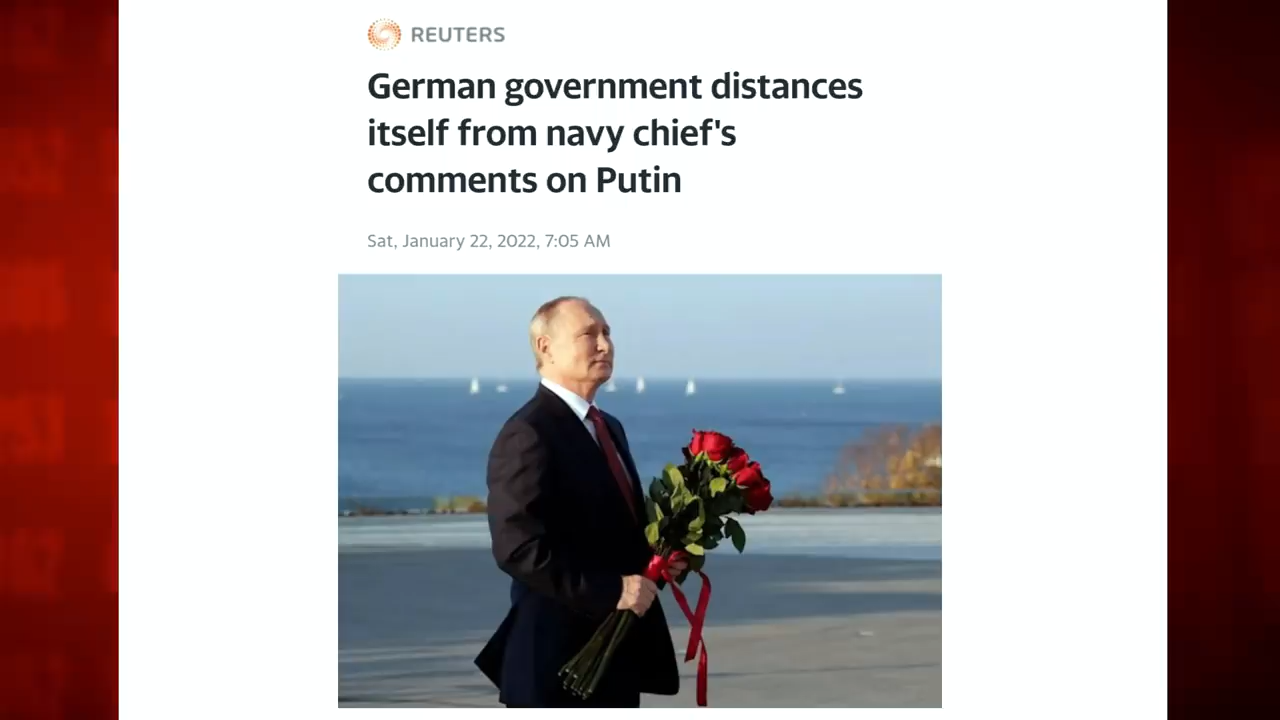 REUTERS
German government distances
itself from navy chief's
comments on Putin
Sat, January 22, 2022, 7:05 AM